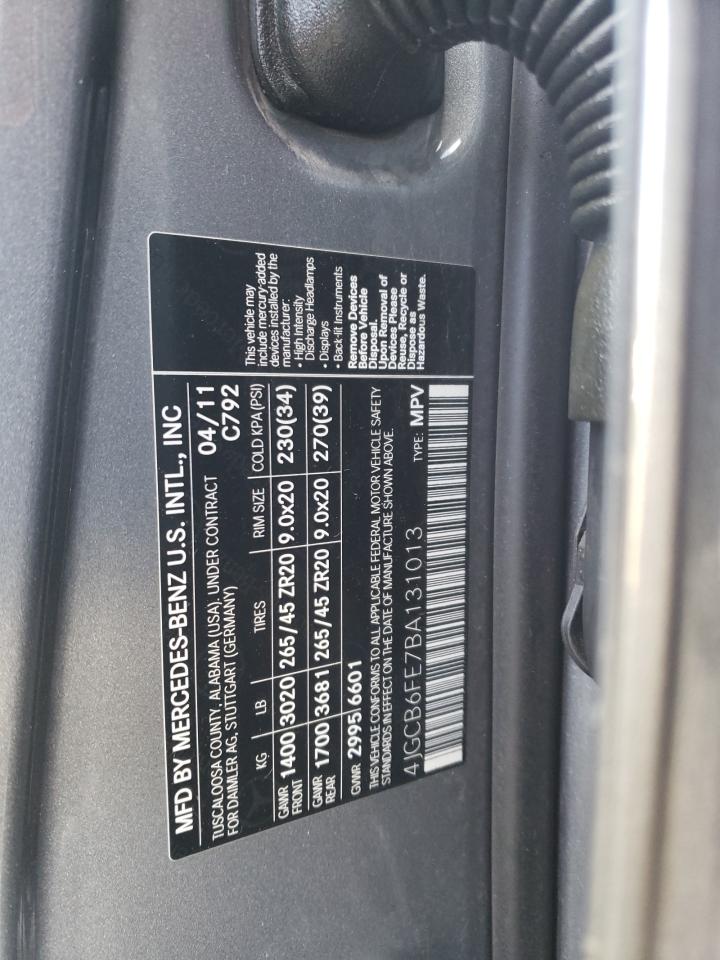 MFD BY MERCEDES-BENZ U.S. INTL., INC
TUSCALOOSA COUNTY, ALABAMA (USA), UNDER CONTRACT
FOR DAIMLER AG, STUTTGART (GERMANY)
04/11
C792
KG LB TIRES RIM SIZE COLD KPA (PSI)
GAWR FRONT 1400 3020 265/45 ZR20 9.0x20 230(34)
GAWR REAR 1700 3681 265/45 ZR20 9.0x20 270(39)
GVWR 2995 6601
THIS VEHICLE CONFORMS TO ALL APPLICABLE FEDERAL MOTOR VEHICLE SAFETY
STANDARDS IN EFFECT ON THE DATE OF MANUFACTURE SHOWN ABOVE.
4JGCB6FE7BA131013 TYPE: MPV
This vehicle may
include mercury-added
devices installed by the
manufacturer:
• High Intensity
Discharge Headlamps
• Displays
• Back-lit Instruments
Remove Devices
Before Vehicle
Disposal.
Upon Removal of
Devices Please
Reuse, Recycle or
Dispose as
Hazardous Waste.